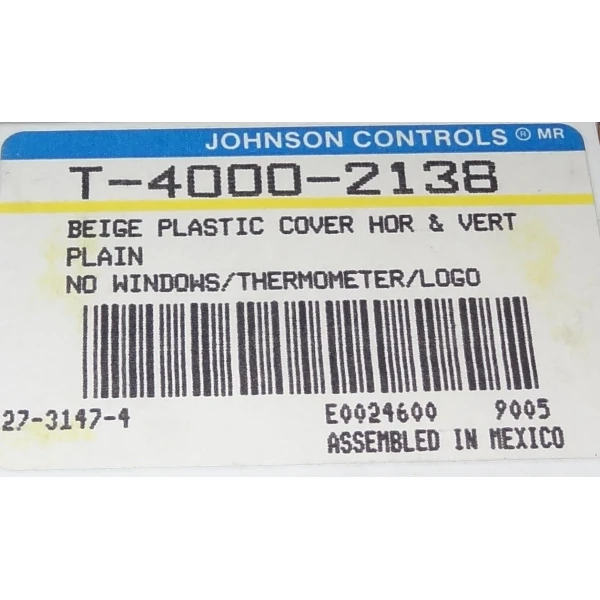 JOHNSON CONTROLS ® MR
T-4000-2138
BEIGE PLASTIC COVER HOR & VERT
PLAIN
NO WINDOWS/THERMOMETER/LOGO
27-3147-4 E0024600 9005
ASSEMBLED IN MEXICO